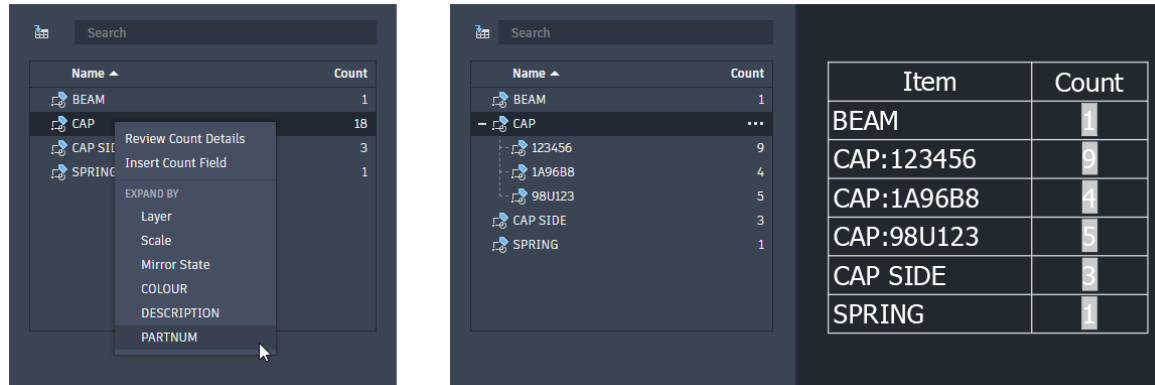 Search
Name Count
BEAM 1
CAP 18
CAP SID 3
SPRING 1
Review Count Details
Insert Count Field
EXPAND BY
Layer
Scale
Mirror State
COLOUR
DESCRIPTION
PARTNUM
Search
Name Count
BEAM 1
CAP ...
123456 9
1A96B8 4
98U123 5
CAP SIDE 3
SPRING 1
Item Count
BEAM 1
CAP:123456 9
CAP:1A96B8 4
CAP:98U123 5
CAP SIDE 3
SPRING 1